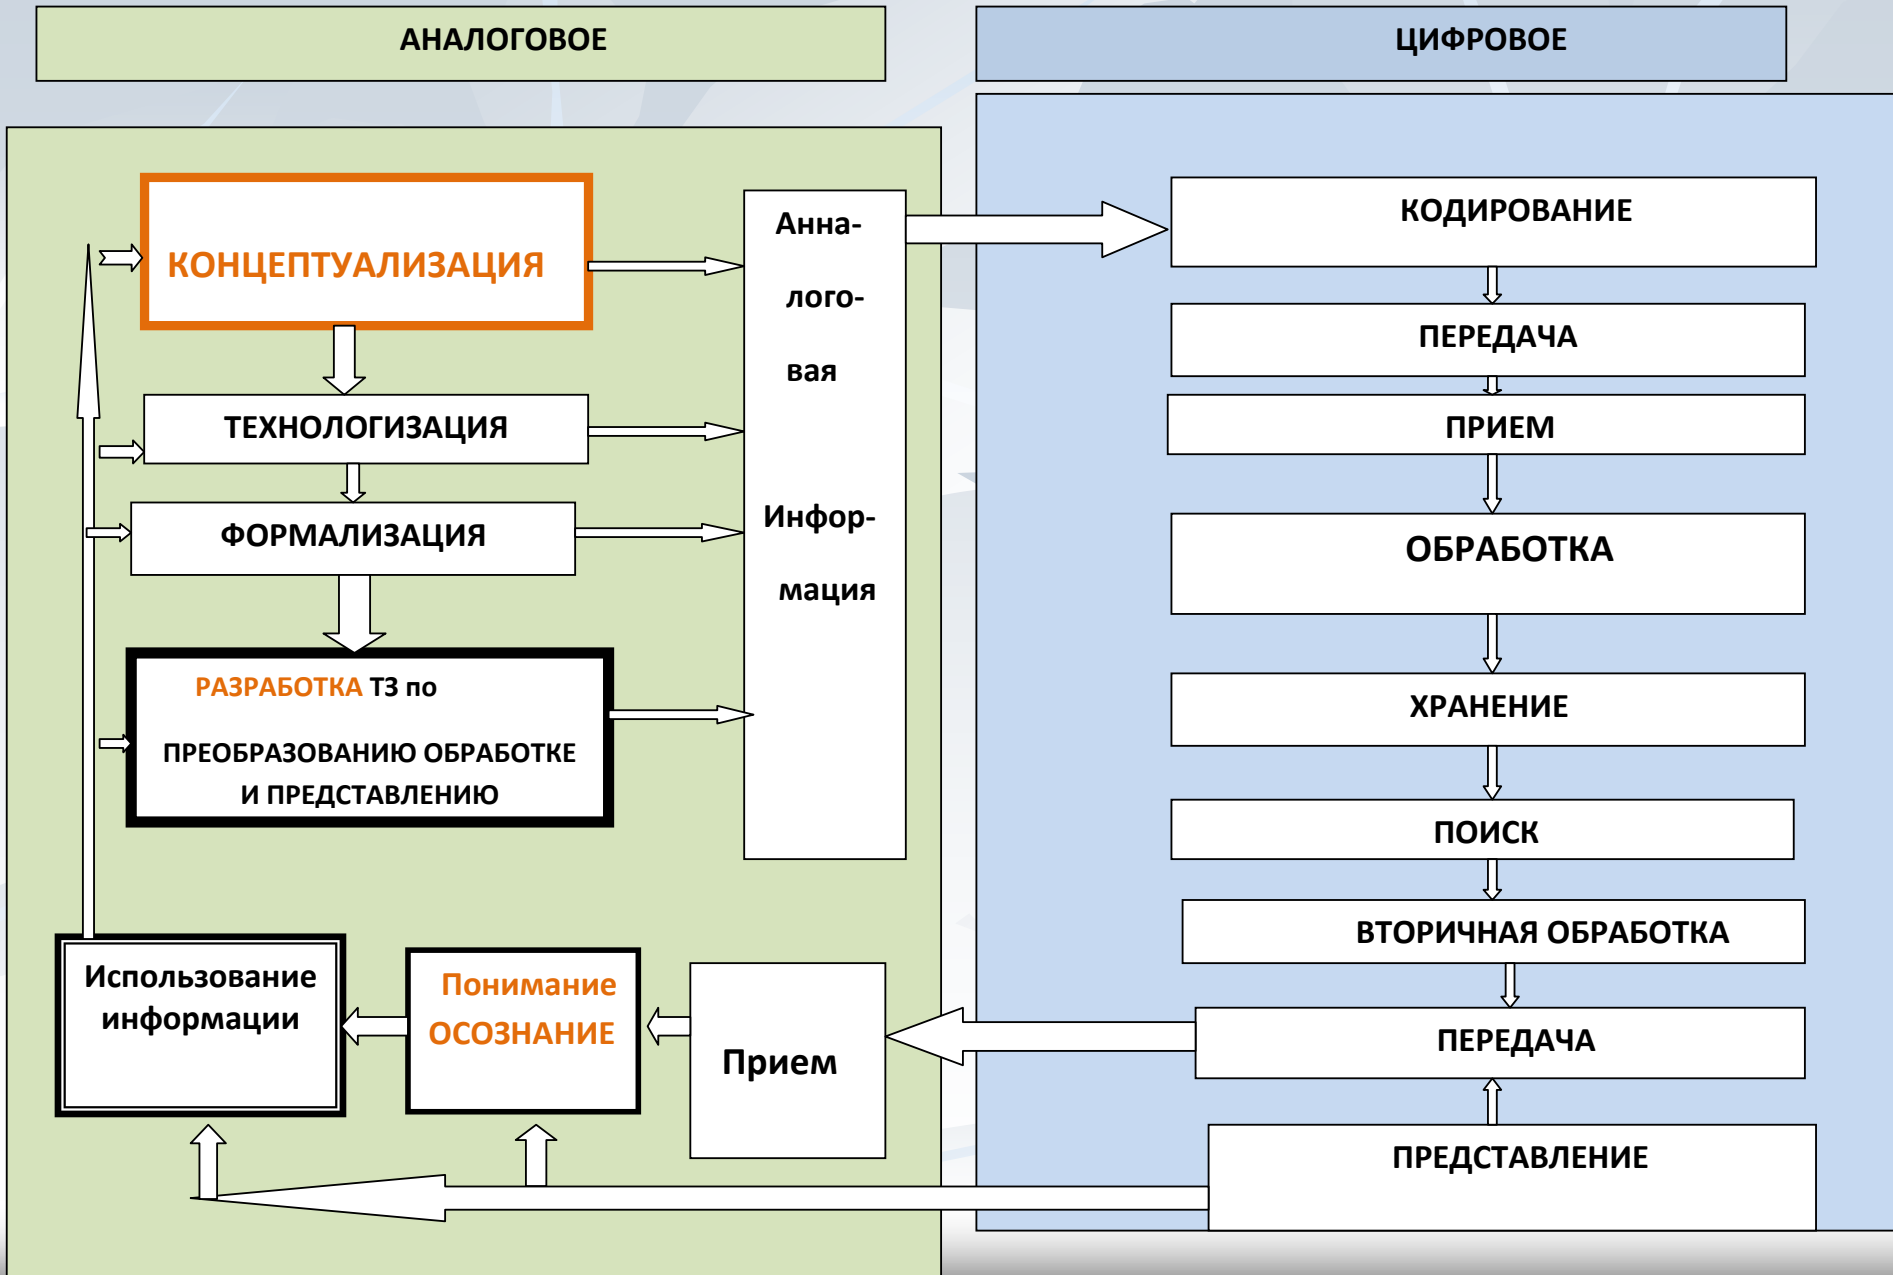 АНАЛОГОВОЕ
ЦИФРОВОЕ
КОНЦЕПТУАЛИЗАЦИЯ
ТЕХНОЛОГИЗАЦИЯ
ФОРМАЛИЗАЦИЯ
РАЗРАБОТКА ТЗ по
ПРЕОБРАЗОВАНИЮ ОБРАБОТКЕ
И ПРЕДСТАВЛЕНИЮ
Анна-
лого-
вая
Инфор-
мация
Использование
информации
Понимание
ОСОЗНАНИЕ
Прием
КОДИРОВАНИЕ
ПЕРЕДАЧА
ПРИЕМ
ОБРАБОТКА
ХРАНЕНИЕ
ПОИСК
ВТОРИЧНАЯ ОБРАБОТКА
ПЕРЕДАЧА
ПРЕДСТАВЛЕНИЕ